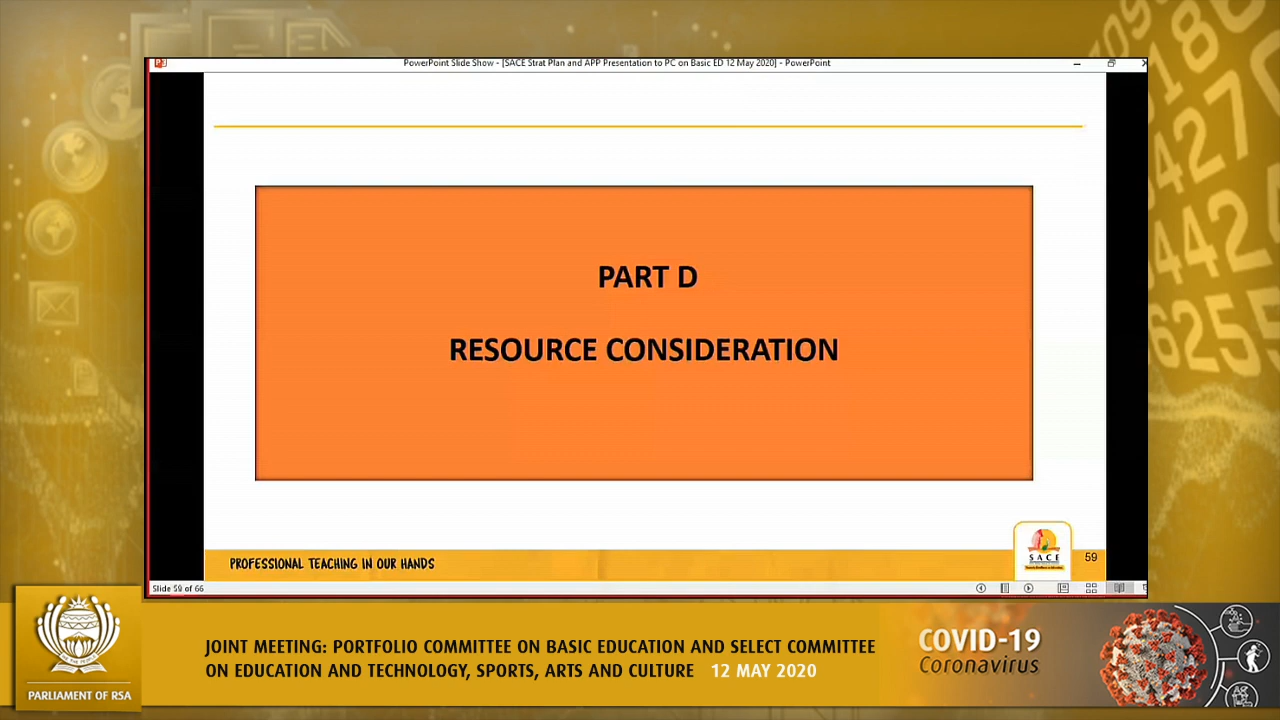 PowerPoint Slide Show - [SACE Strat Plan and APP Presentation to PC on Basic ED 12 May 2020] - PowerPoint
PART D
RESOURCE CONSIDERATION
PROFESSIONAL TEACHING IN OUR HANDS
SACE
59
Slide 59 of 66
PARLIAMENT OF RSA
JOINT MEETING: PORTFOLIO COMMITTEE ON BASIC EDUCATION AND SELECT COMMITTEE
ON EDUCATION AND TECHNOLOGY, SPORTS, ARTS AND CULTURE 12 MAY 2020
COVID-19
Coronavirus